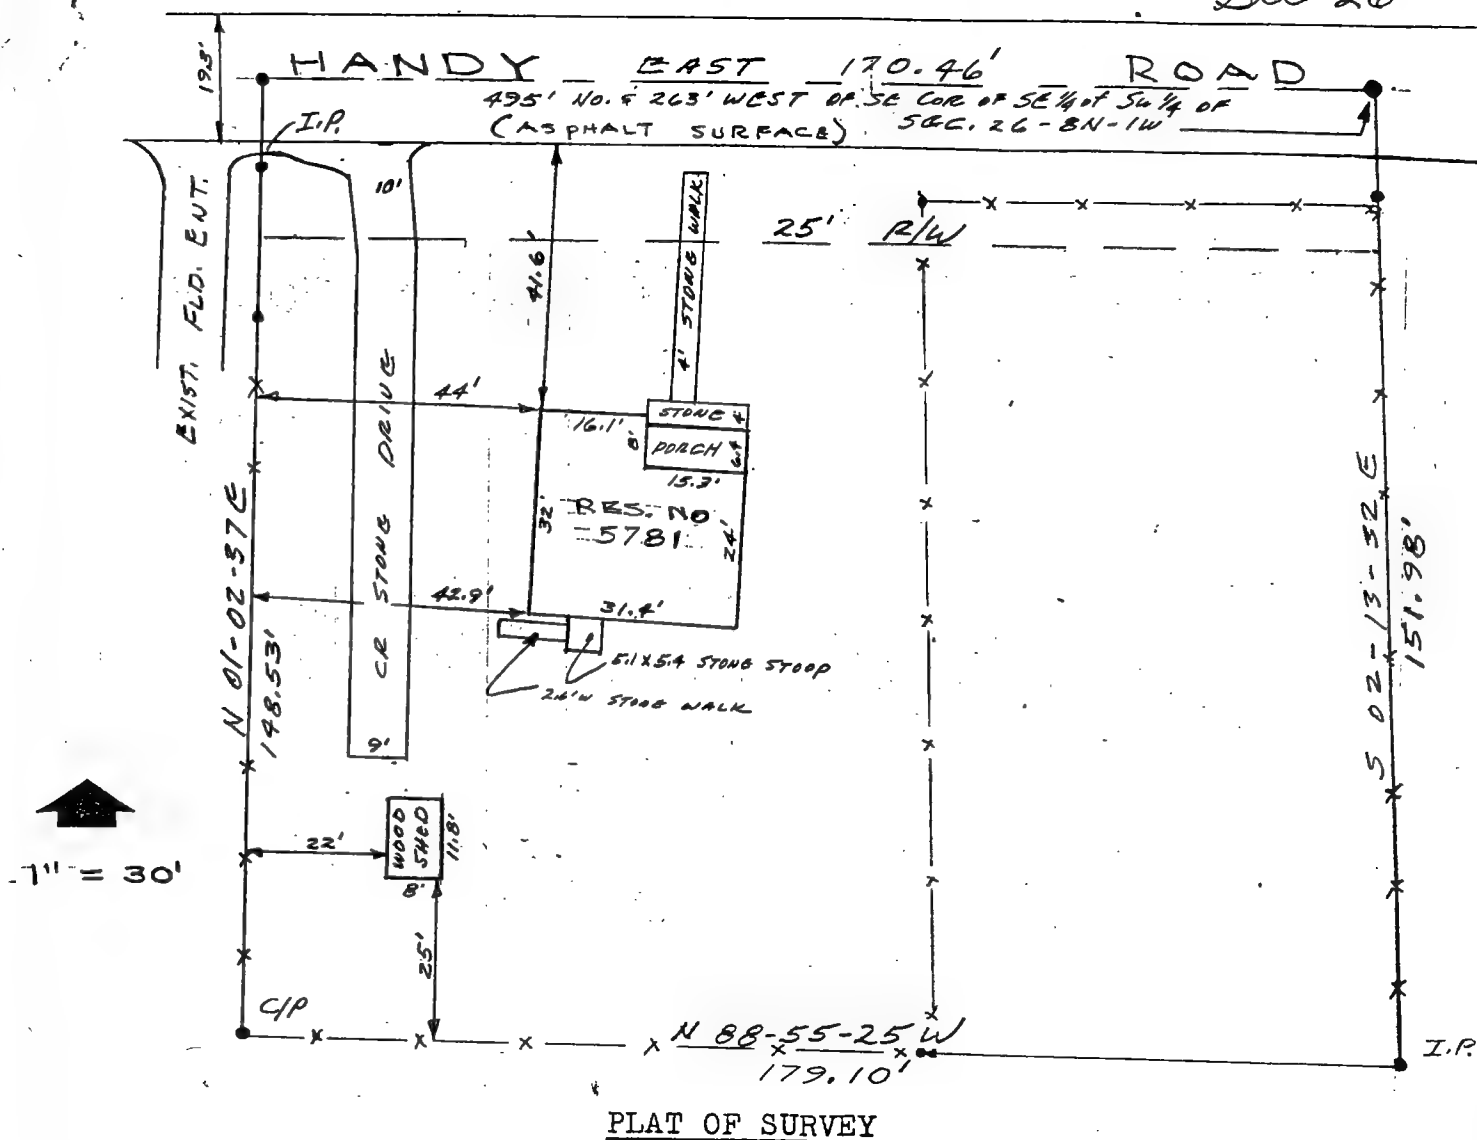 26
HANDY EAST 170.46' ROAD
495' NO. & 263' WEST OF SE COR OF SE 1/4 of SW 1/4 OF
(ASPHALT SURFACE) SEC. 26-8N-1W
19.3'
I.P.
10'
EXIST. FLD. ENT.
25' R/W
41.6'
4' STONE WALK
44'
16.1'
STONE 4'
8'
PORCH 6.4
15.3'
CR STONE DRIVE
32'
RES. NO
5781
24'
N 01-02-37 E
148.53'
S 02-13-32 E
151.98'
42.9'
31.4'
5.1 X 5.4 STONE STOOP
2.6'W STONE WALK
9'
1" = 30'
22'
WOOD
SHED
11.8'
8'
25'
C/P
N 88-55-25 W
179.10'
I.P.
PLAT OF SURVEY